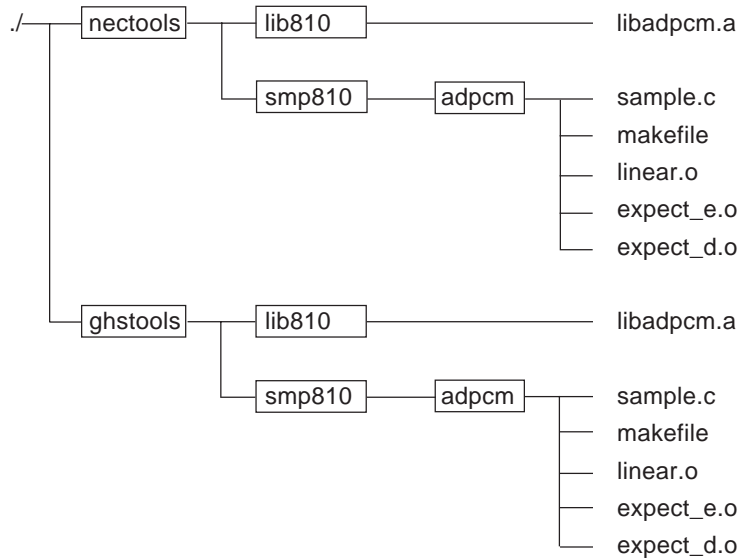 ./ nectools lib810 libadpcm.a
smp810 adpcm sample.c
makefile
linear.o
expect_e.o
expect_d.o
ghstools lib810 libadpcm.a
smp810 adpcm sample.c
makefile
linear.o
expect_e.o
expect_d.o